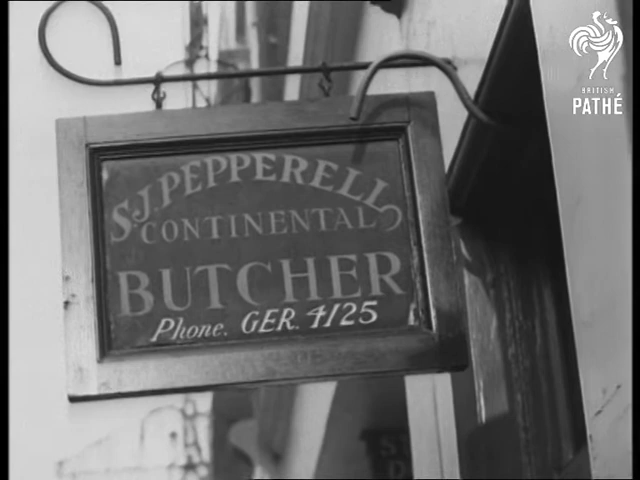 S.J. PEPPERELL
CONTINENTAL
BUTCHER
Phone. GER. 4125
BRITISH
PATHÉ